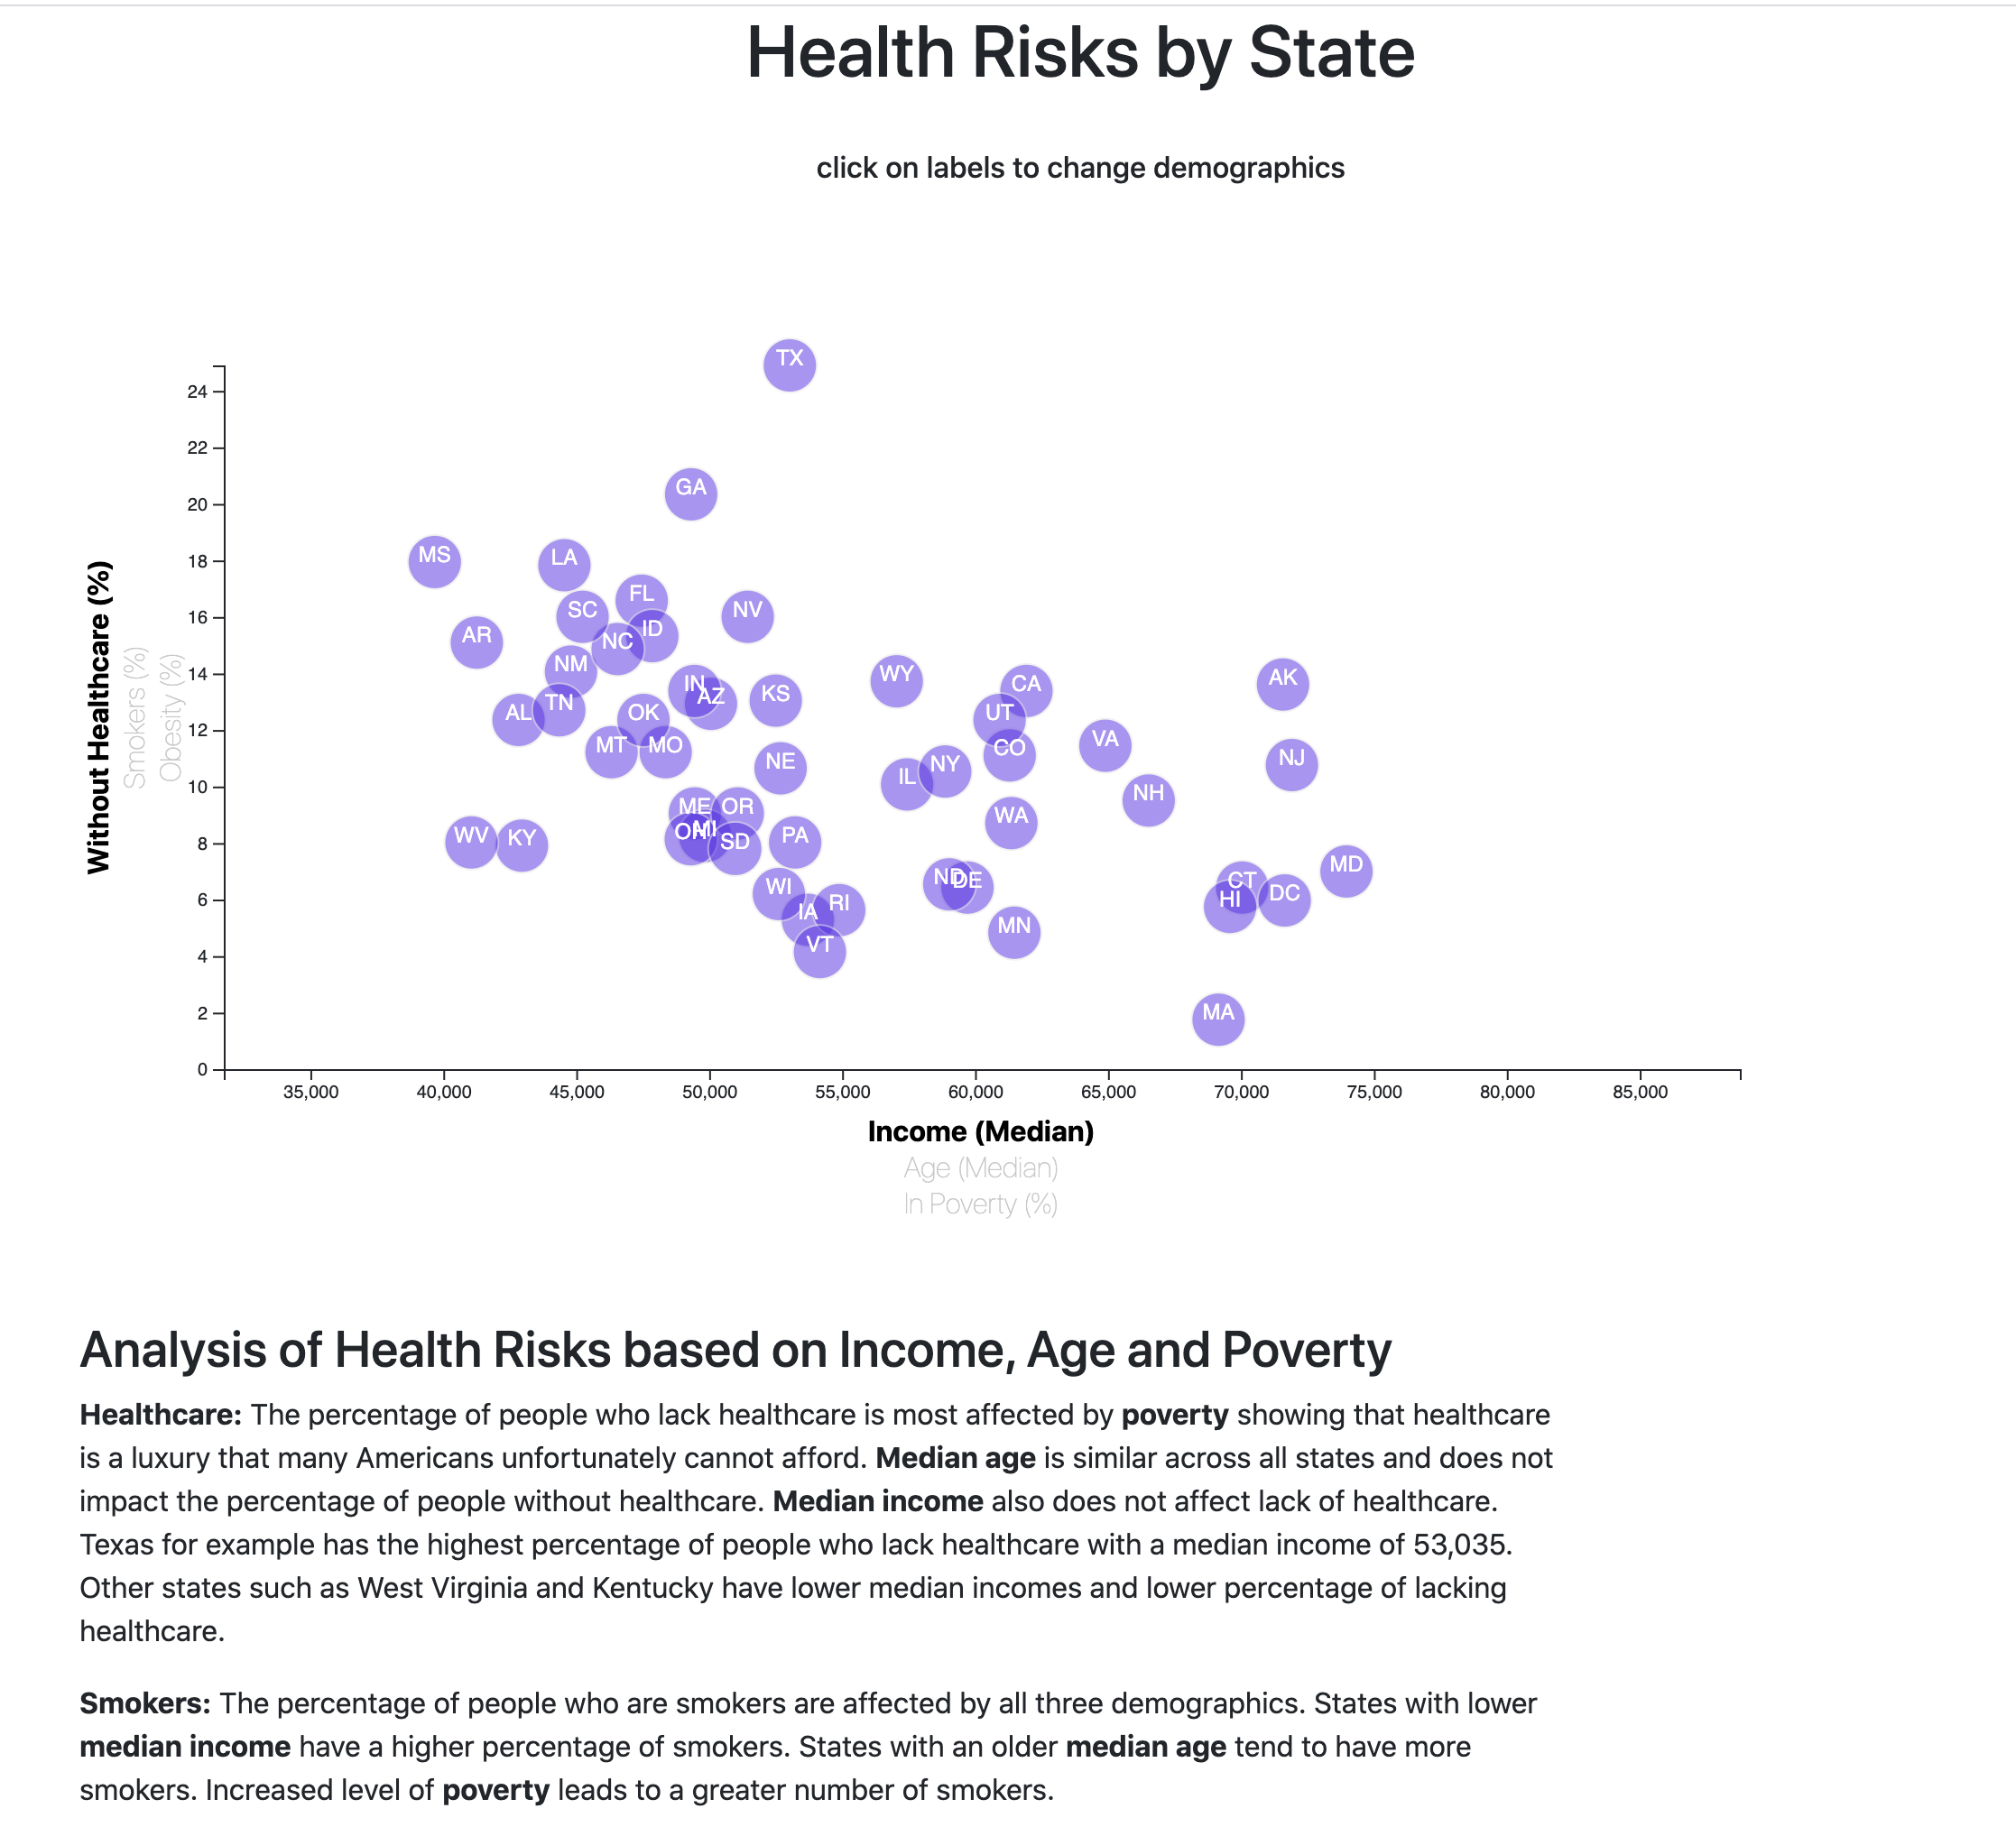 Health Risks by State
click on labels to change demographics
TX
24
22
GA
20
MS
LA
18
FL
SC
NV
16
ID
AR
NC
NM
14
WY
AK
IN
CA
KS
AZ
TN
AL
OK
UT
12
MT
MO
VA
CO
NJ
NE
NY
IL
10
NH
ME
OR
WA
MI
OH
WV
KY
PA
8
SD
MD
ND
DE
CT
WI
HI
DC
6
RI
IA
MN
VT
4
MA
2
0
Without Healthcare (%)
Smokers (%)
Obesity (%)
35,000 40,000 45,000 50,000 55,000 60,000 65,000 70,000 75,000 80,000 85,000
Income (Median)
Age (Median)
In Poverty (%)
Analysis of Health Risks based on Income, Age and Poverty
Healthcare: The percentage of people who lack healthcare is most affected by poverty showing that healthcare
is a luxury that many Americans unfortunately cannot afford. Median age is similar across all states and does not
impact the percentage of people without healthcare. Median income also does not affect lack of healthcare.
Texas for example has the highest percentage of people who lack healthcare with a median income of 53,035.
Other states such as West Virginia and Kentucky have lower median incomes and lower percentage of lacking
healthcare.
Smokers: The percentage of people who are smokers are affected by all three demographics. States with lower
median income have a higher percentage of smokers. States with an older median age tend to have more
smokers. Increased level of poverty leads to a greater number of smokers.